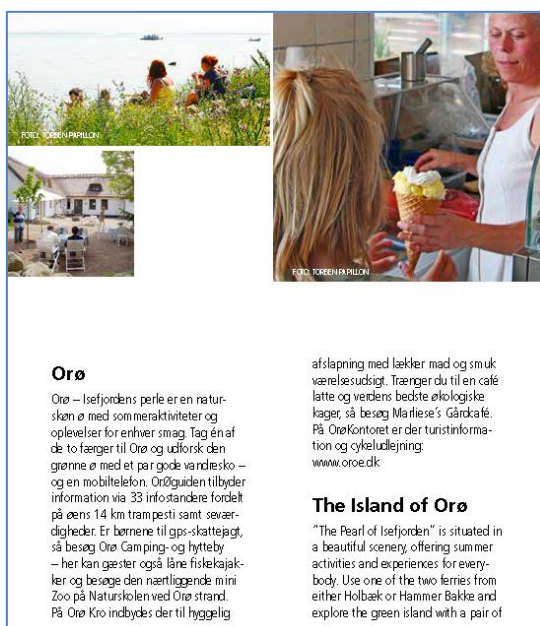 FOTO: TORBEN PAPILLON
FOTO: TORBEN PAPILLON
Orø
Orø – Isefjordens perle er en natur-
skøn ø med sommeraktiviteter og
oplevelser for enhver smag. Tag én af
de to færger til Orø og udforsk den
grønne ø med et par gode vandresko –
og en mobiltelefon. OrØguiden tilbyder
information via 33 infostandere fordelt
på øens 14 km trampesti samt sevær-
digheder. Er børnene til gps-skattejagt,
så besøg Orø Camping- og hytteby
– her kan gæster også låne fiskekajak-
ker og besøge den nærtliggende mini
Zoo på Naturskolen ved Orø strand.
På Orø Kro indbydes der til hyggelig
afslapning med lækker mad og smuk
værelsesudsigt. Trænger du til en café
latte og verdens bedste økologiske
kager, så besøg Marliese's Gårdcafé.
På OrøKontoret er der turistinforma-
tion og cykeludlejning:
www.oroe.dk
The Island of Orø
"The Pearl of Isefjorden" is situated in
a beautiful scenery, offering summer
activities and experiences for every-
body. Use one of the two ferries from
either Holbæk or Hammer Bakke and
explore the green island with a pair of